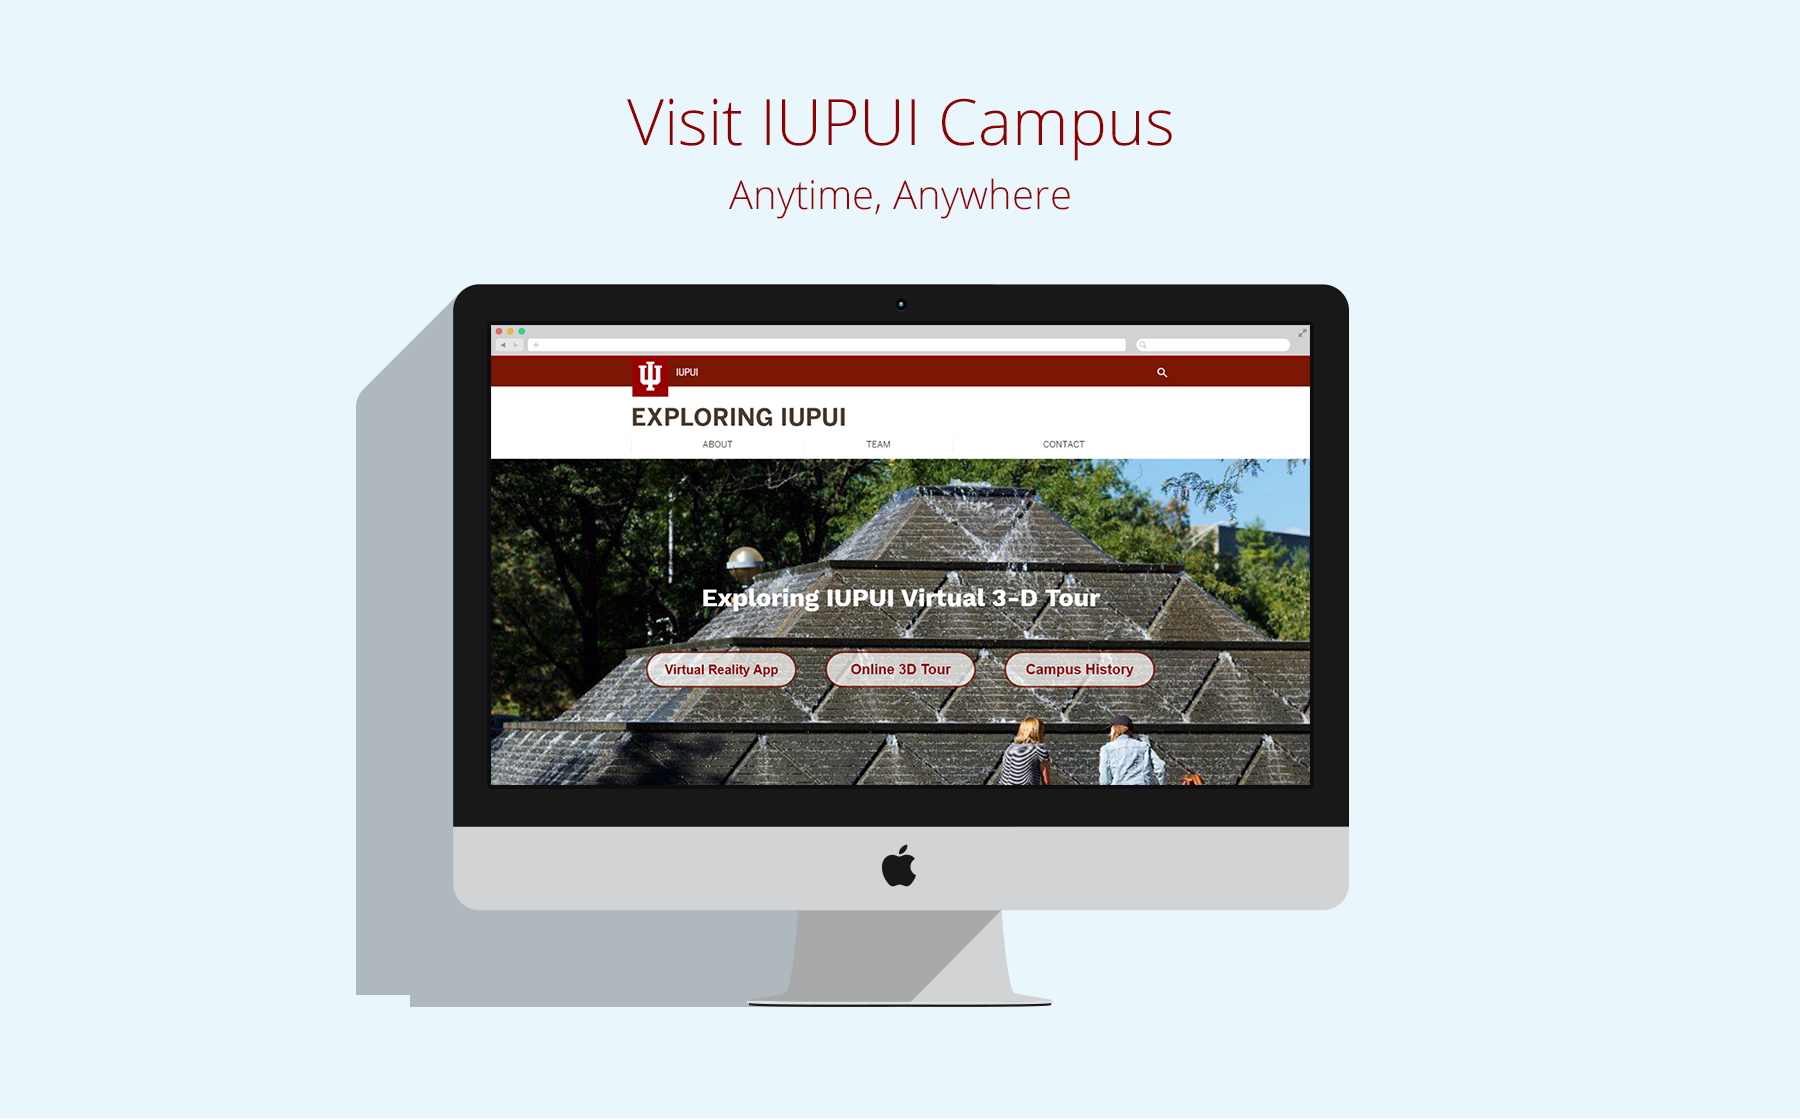 Visit IUPUI Campus
Anytime, Anywhere
IUPUI
EXPLORING IUPUI
ABOUT TEAM CONTACT
Exploring IUPUI Virtual 3-D Tour
Virtual Reality App Online 3D Tour Campus History